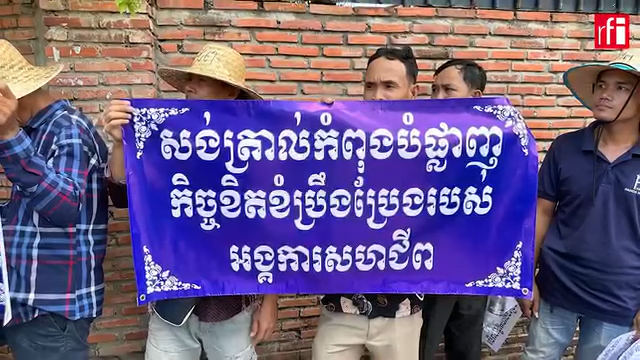 rfi
សង់ត្រាល់កំពុងបំផ្លាញ
កិច្ចខិតខំប្រឹងប្រែងរបស់
អង្គការសហជីព